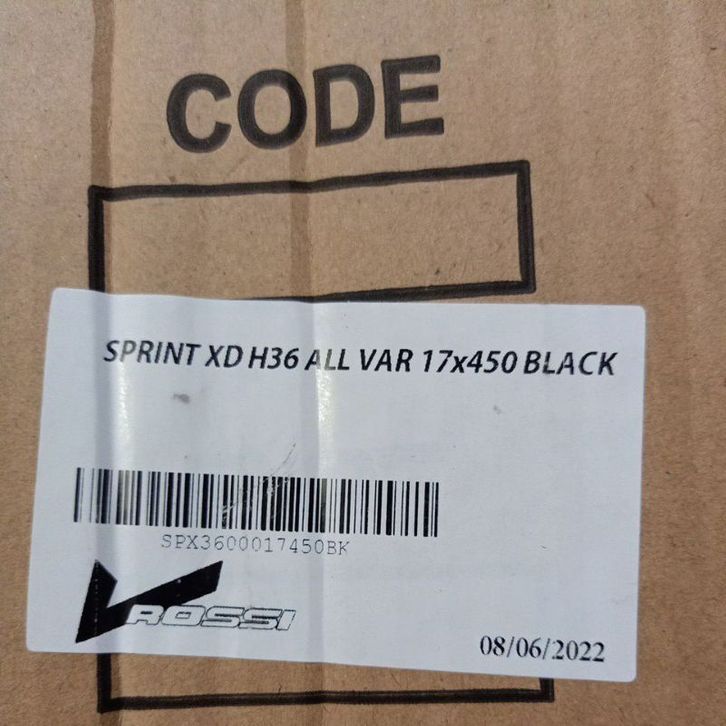 CODE
SPRINT XD H36 ALL VAR 17x450 BLACK
SPX3600017450BK
V ROSSI
08/06/2022